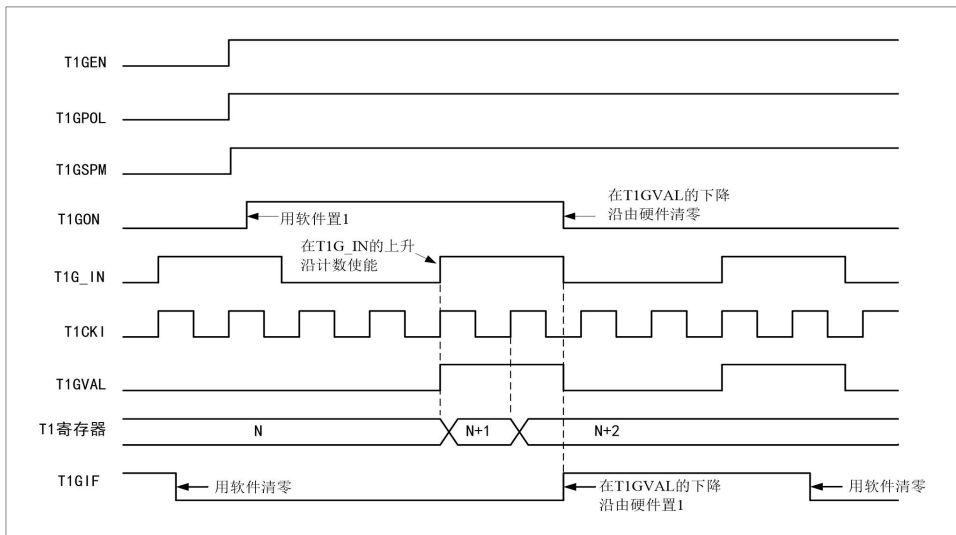 T1GEN
T1GPOL
T1GSPM
T1GON
用软件置1
在T1GVAL的下降
沿由硬件清零
在T1G_IN的上升
沿计数使能
T1G_IN
T1CKI
T1GVAL
T1寄存器
N
N+1
N+2
T1GIF
用软件清零
在T1GVAL的下降
沿由硬件置1
用软件清零